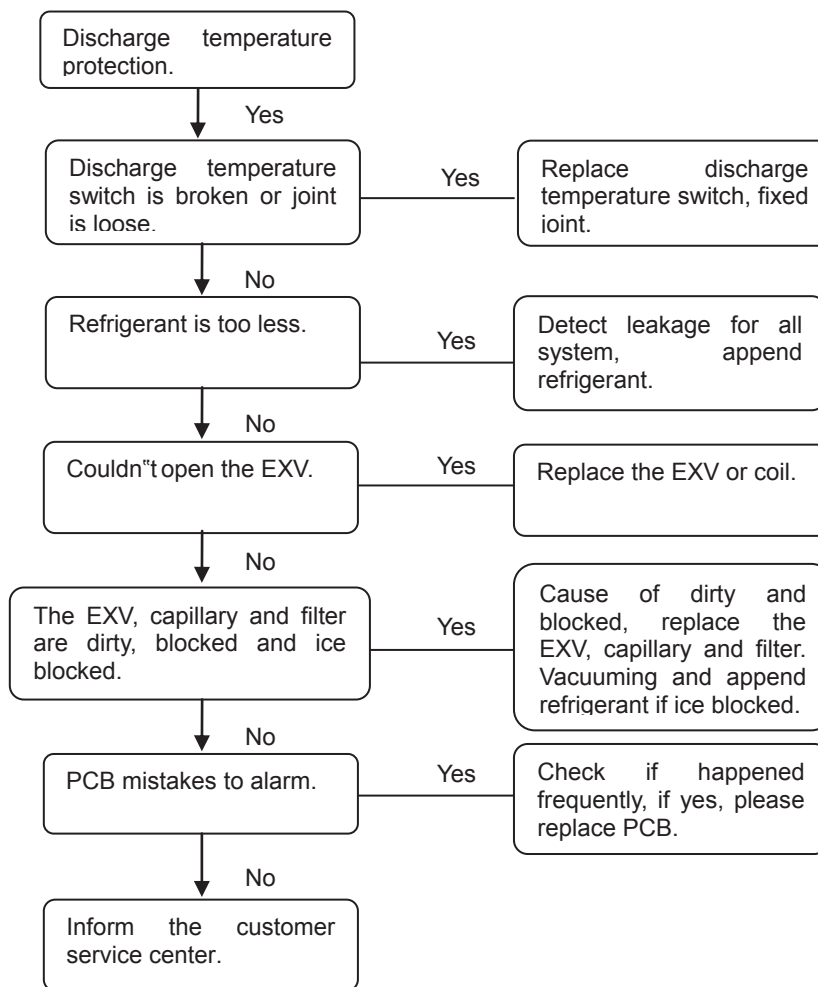 Discharge temperature
protection.
Yes
Discharge temperature
switch is broken or joint
is loose.
Yes
Replace discharge
temperature switch, fixed
joint.
No
Refrigerant is too less.
Yes
Detect leakage for all
system, append
refrigerant.
No
Couldn‟t open the EXV.
Yes
Replace the EXV or coil.
No
The EXV, capillary and filter
are dirty, blocked and ice
blocked.
Yes
Cause of dirty and
blocked, replace the
EXV, capillary and filter.
Vacuuming and append
refrigerant if ice blocked.
No
PCB mistakes to alarm.
Yes
Check if happened
frequently, if yes, please
replace PCB.
No
Inform the customer
service center.